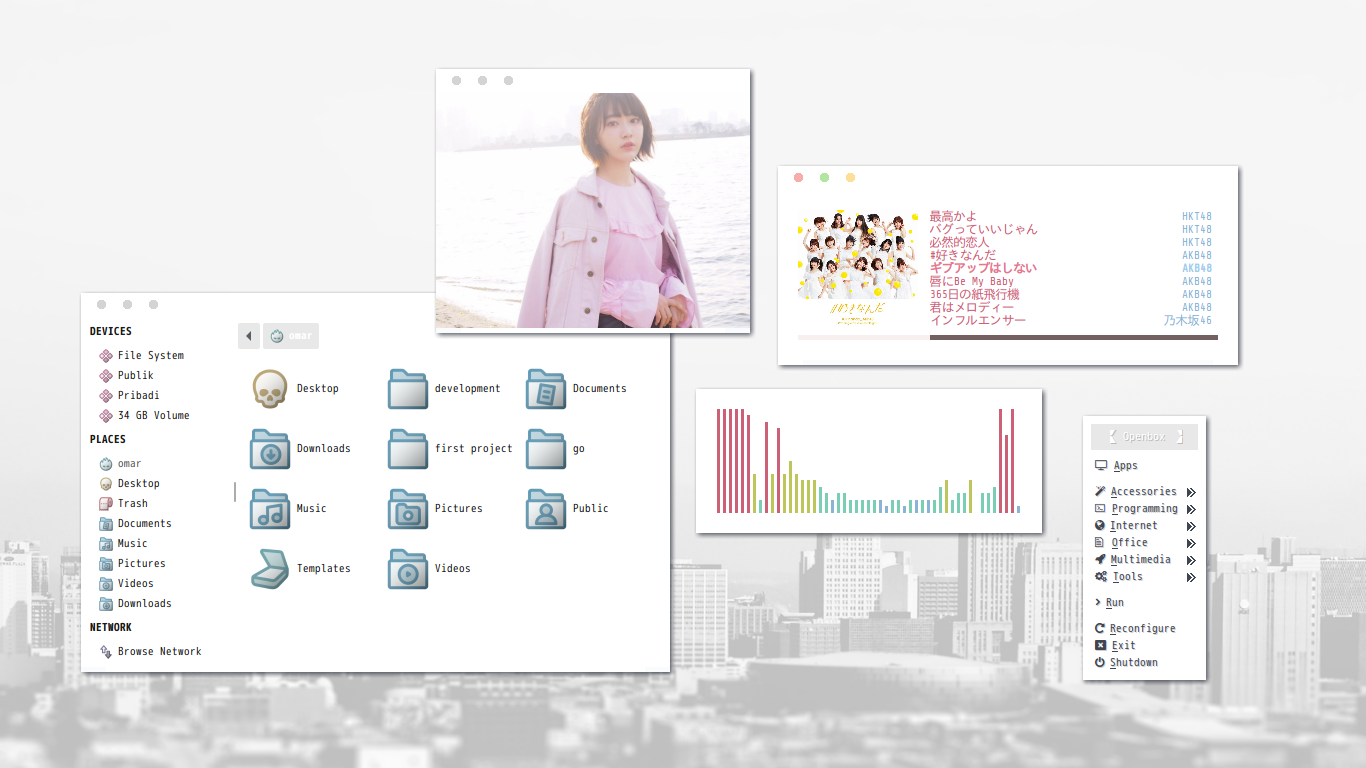 DEVICES
File System
Publik
Pribadi
34 GB Volume
PLACES
omar
Desktop
Trash
Documents
Music
Pictures
Videos
Downloads
NETWORK
Browse Network
omar
Desktop
development
Documents
Downloads
first project
go
Music
Pictures
Public
Templates
Videos
最高かよ HKT48
バグっていいじゃん HKT48
必然的恋人 HKT48
#好きなんだ AKB48
ギブアップはしない AKB48
唇にBe My Baby AKB48
365日の紙飛行機 AKB48
君はメロディー AKB48
インフルエンサー 乃木坂46
#好きなんだ
Openbox
Apps
Accessories
Programming
Internet
Office
Multimedia
Tools
Run
Reconfigure
Exit
Shutdown